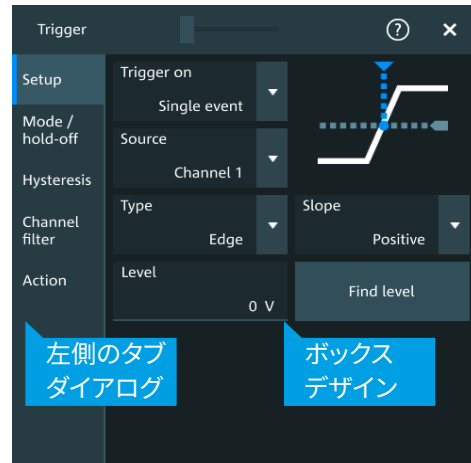 Trigger
?
×
Setup
Mode /
hold-off
Hysteresis
Channel
filter
Action
Trigger on
Single event
Source
Channel 1
Type
Edge
Slope
Positive
Level
0 V
Find level
左側のタブ
ダイアログ
ボックス
デザイン